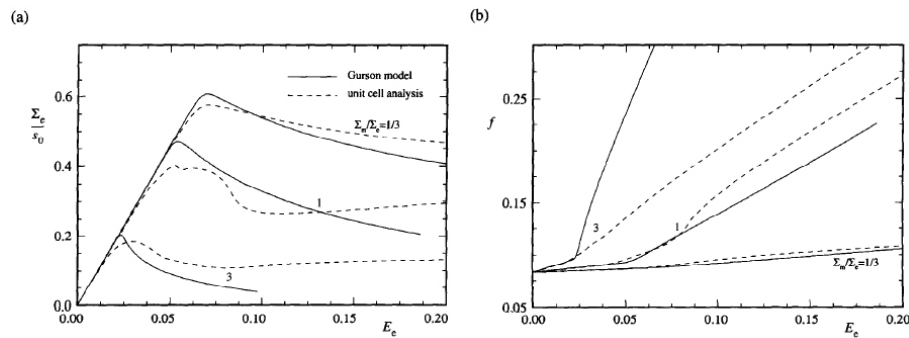 (a)
(b)
Gurson model
unit cell analysis
Σₑ
s₀
0.6
0.4
0.2
0.0
Σₘ/Σₑ=1/3
1
3
0.00 0.05 0.10 0.15 0.20
Eₑ
f
0.25
0.15
0.05
3
1
Σₘ/Σₑ=1/3
0.00 0.05 0.10 0.15 0.20
Eₑ